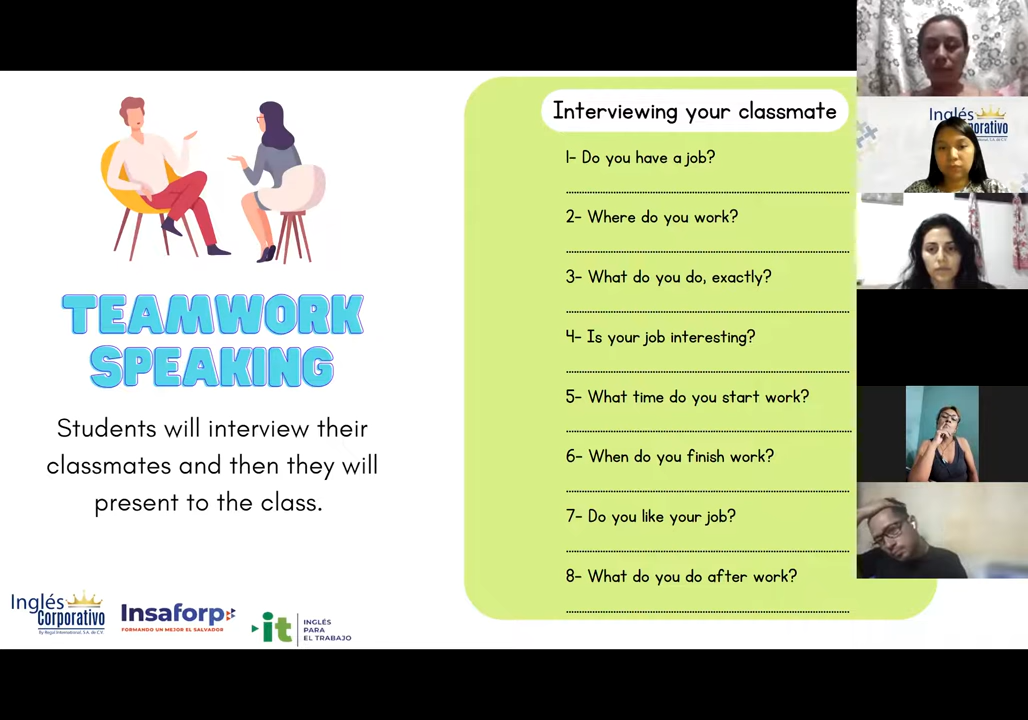 Interviewing your classmate
1- Do you have a job?
2- Where do you work?
3- What do you do, exactly?
4- Is your job interesting?
5- What time do you start work?
6- When do you finish work?
7- Do you like your job?
8- What do you do after work?
TEAMWORK
SPEAKING
Students will interview their
classmates and then they will
present to the class.
Inglés
Corporativo
By Regal International, S.A. de C.V.
Insaforp
FORMANDO UN MEJOR EL SALVADOR
it
INGLÉS
PARA
EL TRABAJO
Inglés